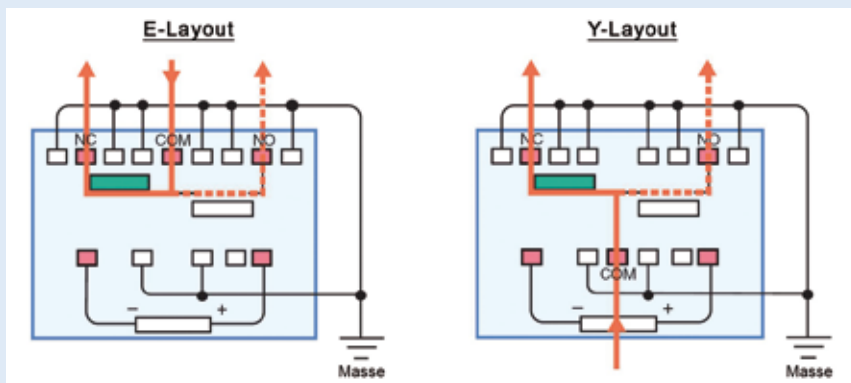 E-Layout
NC COM NO
− +
Masse
Y-Layout
NC NO
COM
− +
Masse